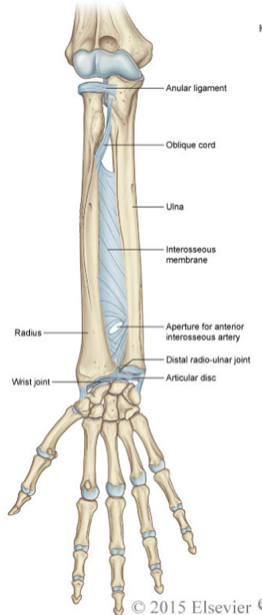 Anular ligament
Oblique cord
Ulna
Interosseous
membrane
Radius
Aperture for anterior
interosseous artery
Distal radio-ulnar joint
Wrist joint
Articular disc
© 2015 Elsevier